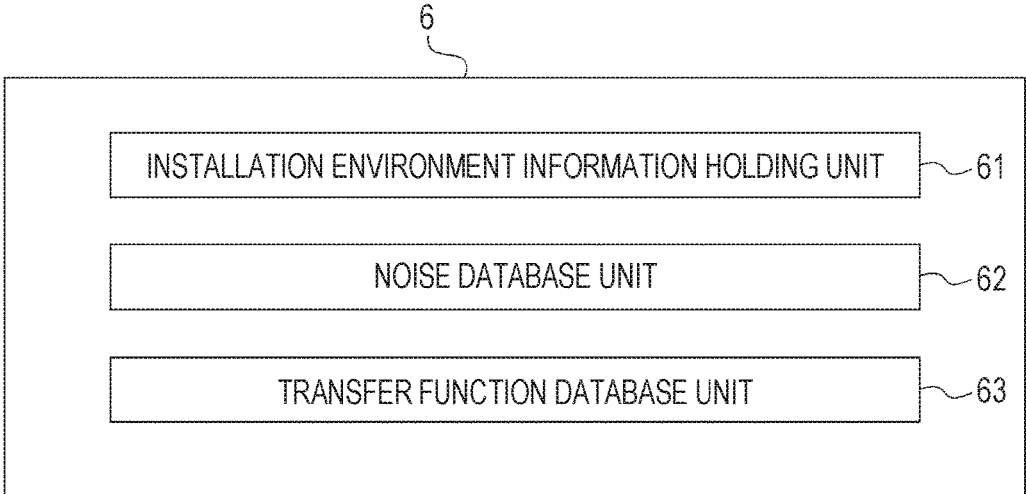 6
INSTALLATION ENVIRONMENT INFORMATION HOLDING UNIT 61
NOISE DATABASE UNIT 62
TRANSFER FUNCTION DATABASE UNIT 63